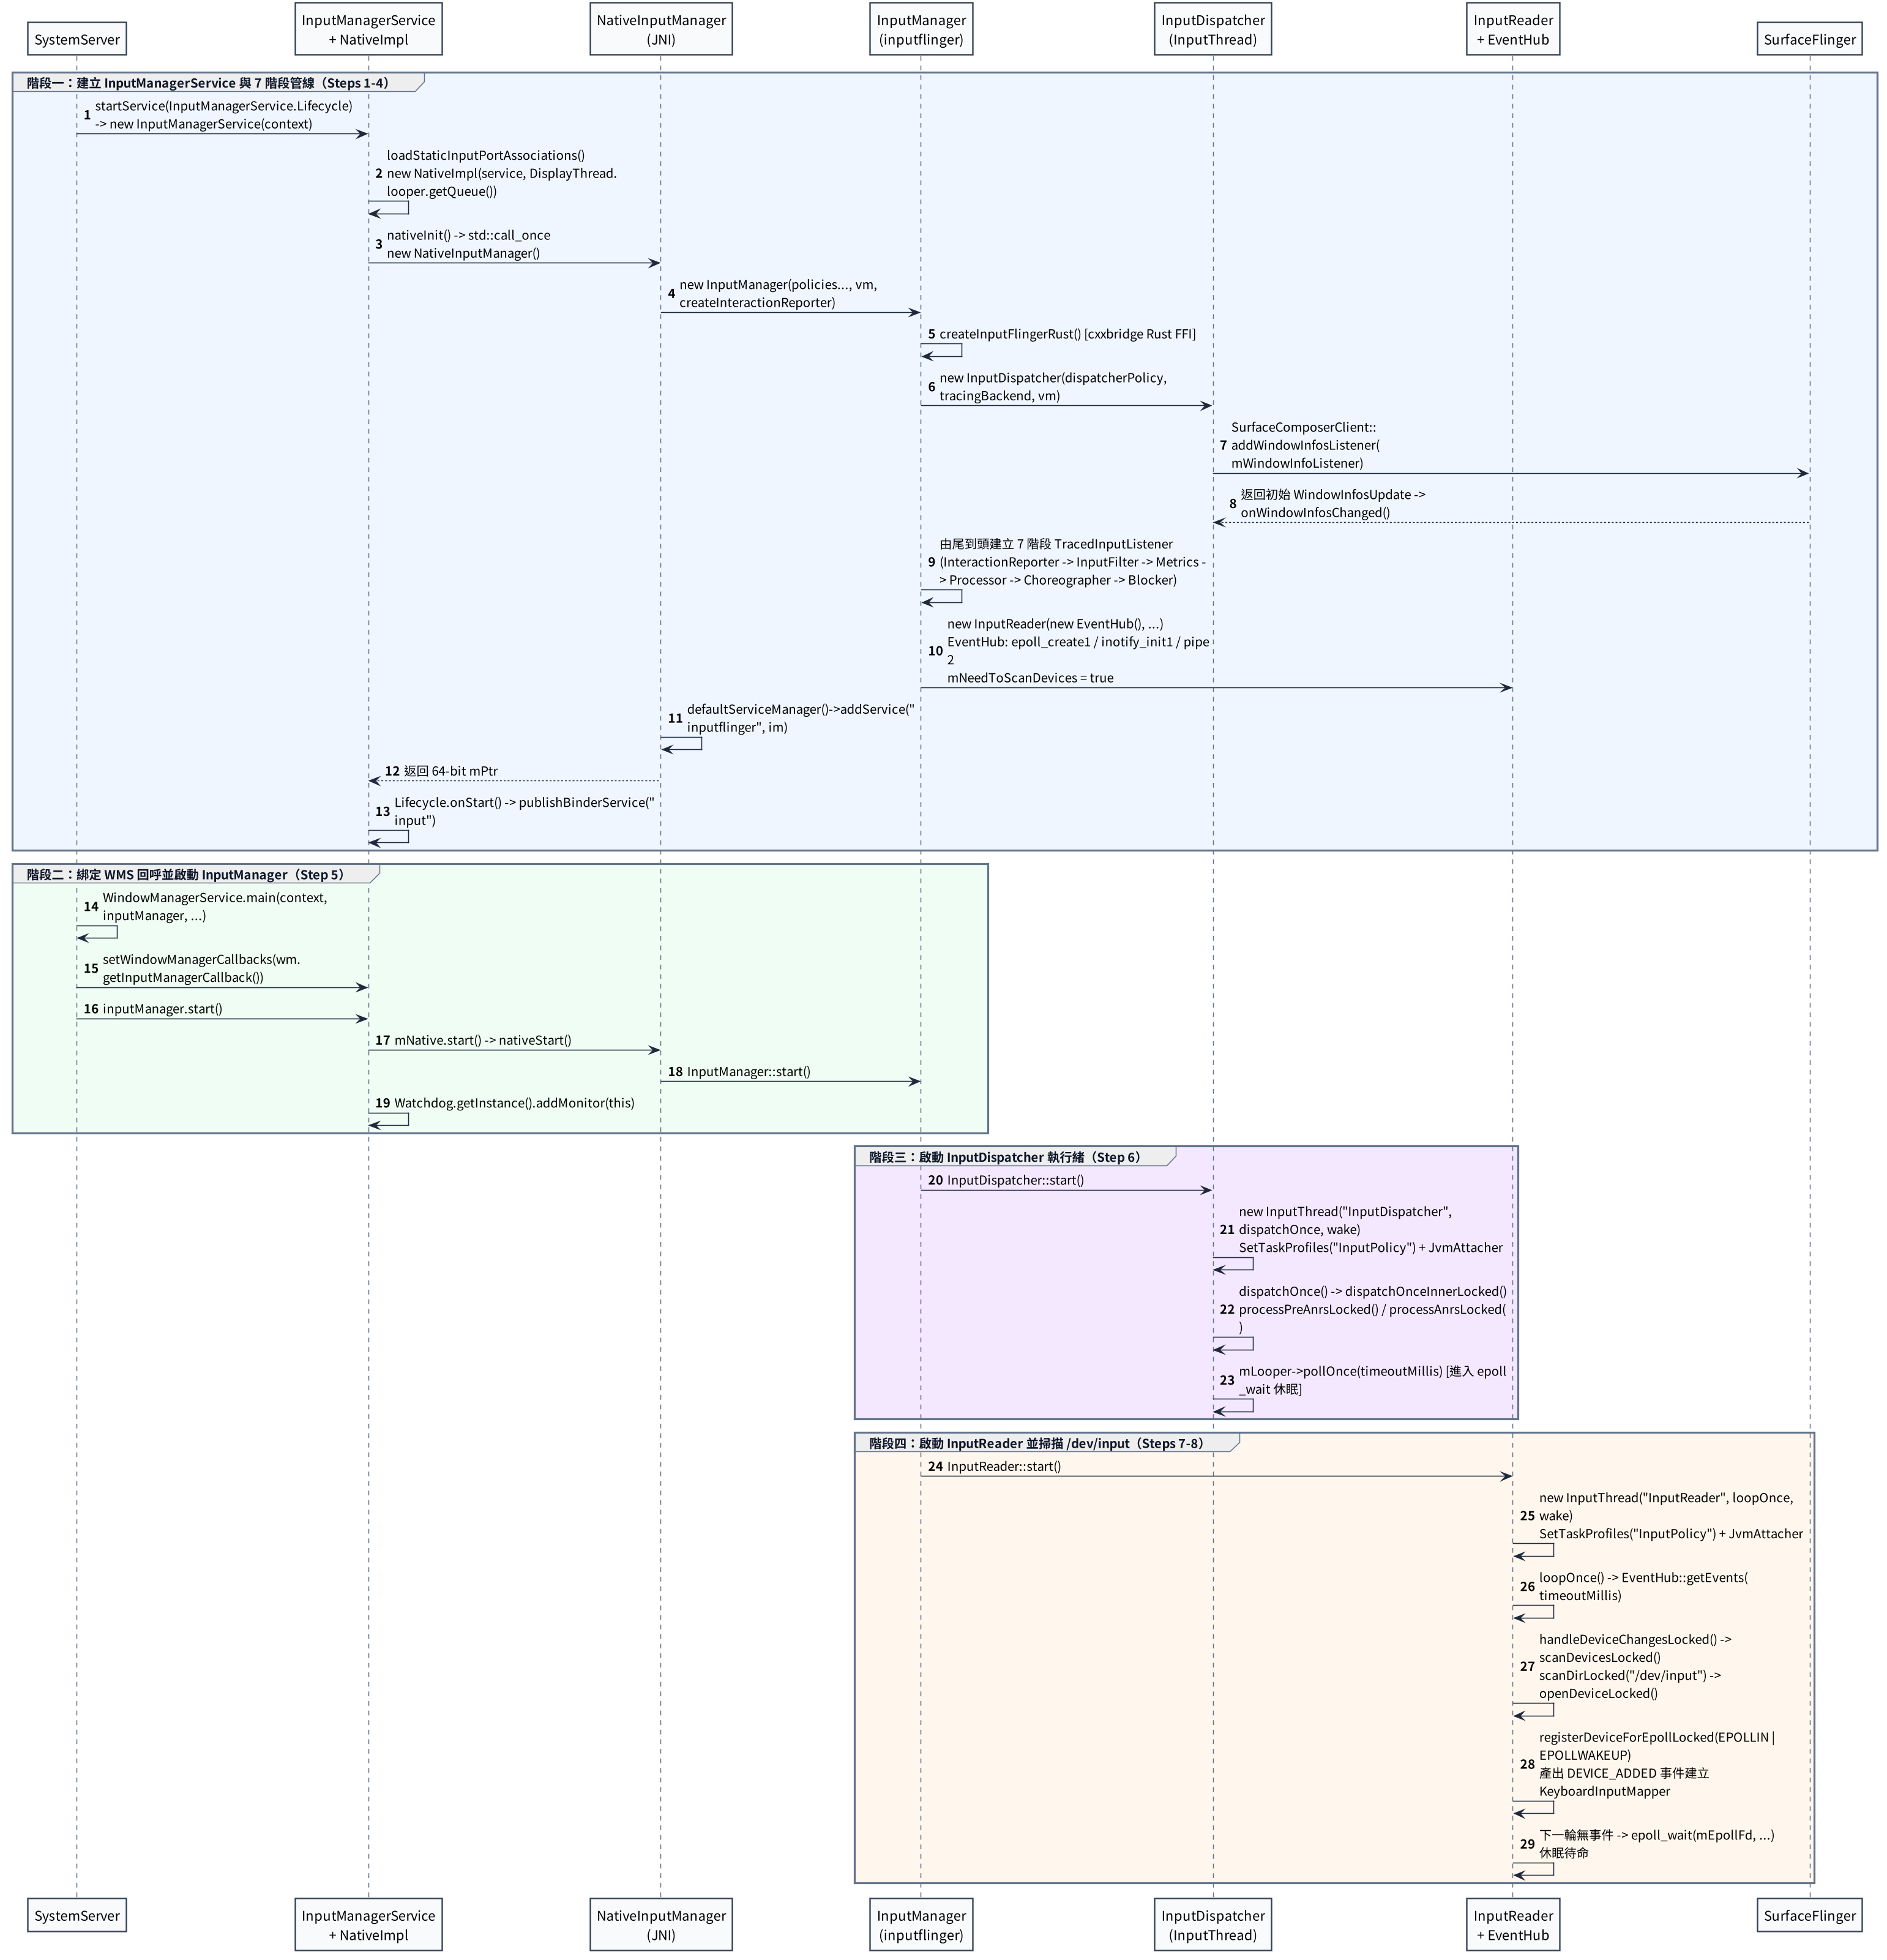 SystemServer
InputManagerService
+ NativeImpl
NativeInputManager
(JNI)
InputManager
(inputflinger)
InputDispatcher
(InputThread)
InputReader
+ EventHub
SurfaceFlinger
階段一：建立 InputManagerService 與 7 階段管線（Steps 1-4）
1 startService(InputManagerService.Lifecycle)
-> new InputManagerService(context)
loadStaticInputPortAssociations()
2 new NativeImpl(service, DisplayThread.
looper.getQueue())
3 nativeInit() -> std::call_once
new NativeInputManager()
4 new InputManager(policies..., vm,
createInteractionReporter)
5 createInputFlingerRust() [cxxbridge Rust FFI]
6 new InputDispatcher(dispatcherPolicy,
tracingBackend, vm)
SurfaceComposerClient::
7 addWindowInfosListener(
mWindowInfoListener)
8 返回初始 WindowInfosUpdate ->
onWindowInfosChanged()
由尾到頭建立 7 階段 TracedInputListener
9 (InteractionReporter -> InputFilter -> Metrics -
> Processor -> Choreographer -> Blocker)
new InputReader(new EventHub(), ...)
EventHub: epoll_create1 / inotify_init1 / pipe
10 2
mNeedToScanDevices = true
11 defaultServiceManager()->addService("
inputflinger", im)
12 返回 64-bit mPtr
13 Lifecycle.onStart() -> publishBinderService("
input")
階段二：綁定 WMS 回呼並啟動 InputManager（Step 5）
14 WindowManagerService.main(context,
inputManager, ...)
15 setWindowManagerCallbacks(wm.
getInputManagerCallback())
16 inputManager.start()
17 mNative.start() -> nativeStart()
18 InputManager::start()
19 Watchdog.getInstance().addMonitor(this)
階段三：啟動 InputDispatcher 執行緒（Step 6）
20 InputDispatcher::start()
new InputThread("InputDispatcher",
21 dispatchOnce, wake)
SetTaskProfiles("InputPolicy") + JvmAttacher
dispatchOnce() -> dispatchOnceInnerLocked()
22 processPreAnrsLocked() / processAnrsLocked(
)
23 mLooper->pollOnce(timeoutMillis) [進入 epoll
_wait 休眠]
階段四：啟動 InputReader 並掃描 /dev/input（Steps 7-8）
24 InputReader::start()
new InputThread("InputReader", loopOnce,
25 wake)
SetTaskProfiles("InputPolicy") + JvmAttacher
26 loopOnce() -> EventHub::getEvents(
timeoutMillis)
handleDeviceChangesLocked() ->
27 scanDevicesLocked()
scanDirLocked("/dev/input") ->
openDeviceLocked()
registerDeviceForEpollLocked(EPOLLIN |
28 EPOLLWAKEUP)
產出 DEVICE_ADDED 事件建立
KeyboardInputMapper
29 下一輪無事件 -> epoll_wait(mEpollFd, ...)
休眠待命
SystemServer
InputManagerService
+ NativeImpl
NativeInputManager
(JNI)
InputManager
(inputflinger)
InputDispatcher
(InputThread)
InputReader
+ EventHub
SurfaceFlinger